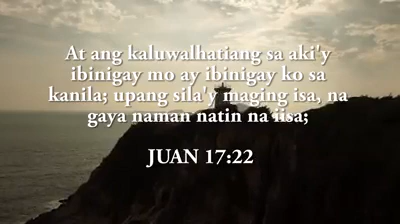 At ang kaluwalhatiang sa aki'y
ibinigay mo ay ibinigay ko sa
kanila; upang sila'y maging isa, na
gaya naman natin na iisa;
JUAN 17:22